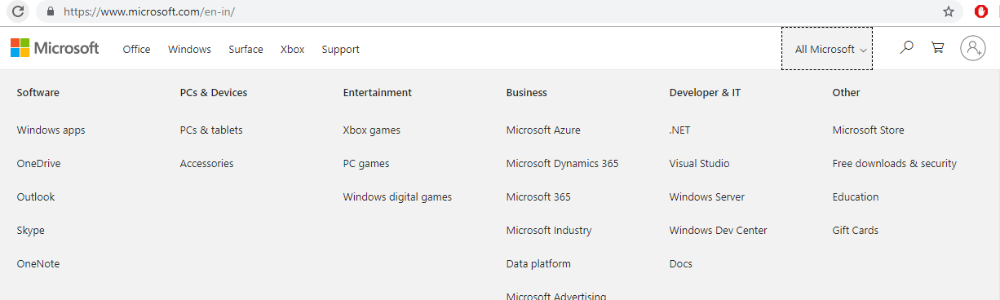 https://www.microsoft.com/en-in/
Microsoft Office Windows Surface Xbox Support All Microsoft
Software PCs & Devices Entertainment Business Developer & IT Other
Windows apps PCs & tablets Xbox games Microsoft Azure .NET Microsoft Store
OneDrive Accessories PC games Microsoft Dynamics 365 Visual Studio Free downloads & security
Outlook Windows digital games Microsoft 365 Windows Server Education
Skype Microsoft Industry Windows Dev Center Gift Cards
OneNote Data platform Docs
Microsoft Advertising